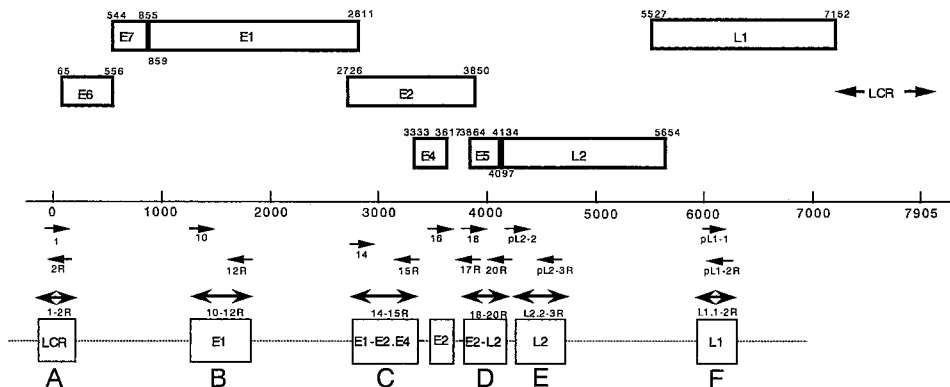 544 855 2811 5527 7152
E7 E1 L1
859
65 556 2726 3850
E6 E2 LCR
3333 3617 3864 4134 5654
E4 E5 L2
4097
0 1000 2000 3000 4000 5000 6000 7000 7905
1 10 16 18 pL2-2 pL1-1
14
2R 12R 15R 17R 20R pL2-3R pL1-2R
1-2R 10-12R 14-15R 18-20R L2.2-3R L1.1-2R
LCR E1 E1-E2.E4 E2 E2-L2 L2 L1
A B C D E F